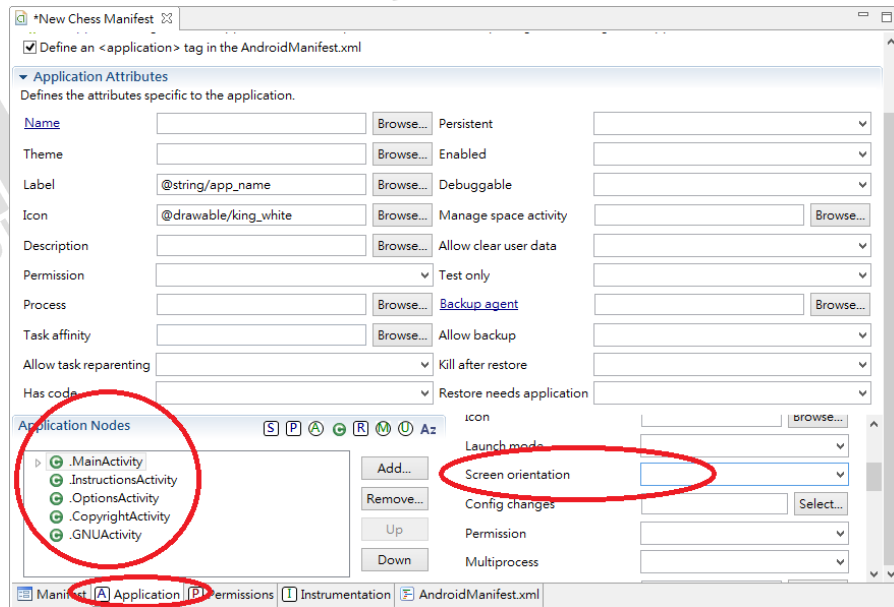 *New Chess Manifest
Define an <application> tag in the AndroidManifest.xml
Application Attributes
Defines the attributes specific to the application.
Name Browse... Persistent
Theme Browse... Enabled
Label @string/app_name Browse... Debuggable
Icon @drawable/king_white Browse... Manage space activity Browse...
Description Browse... Allow clear user data
Permission Test only
Process Browse... Backup agent Browse...
Task affinity Browse... Allow backup
Allow task reparenting Kill after restore
Has code Restore needs application
Application Nodes S P A C R M U Az
Icon Browse...
Launch mode
.MainActivity
.InstructionsActivity
.OptionsActivity
.CopyrightActivity
.GNUActivity
Add...
Remove...
Up
Down
Screen orientation
Config changes Select...
Permission
Multiprocess
Manifest A Application P Permissions I Instrumentation F AndroidManifest.xml